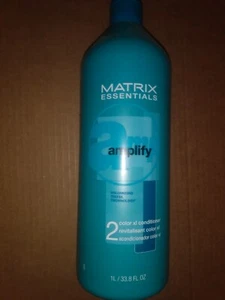 MATRIX
ESSENTIALS
amplify
2
color xl conditioner
revitalisant color xl
acondicionador color xl
1L/33.8 FL OZ